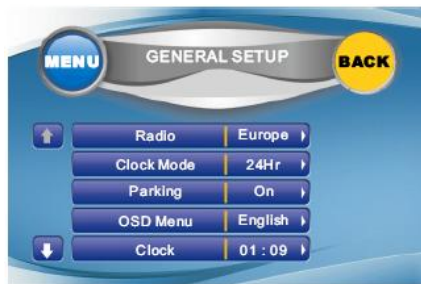 MENU
GENERAL SETUP
BACK
Radio Europe
Clock Mode 24Hr
Parking On
OSD Menu English
Clock 01 : 09